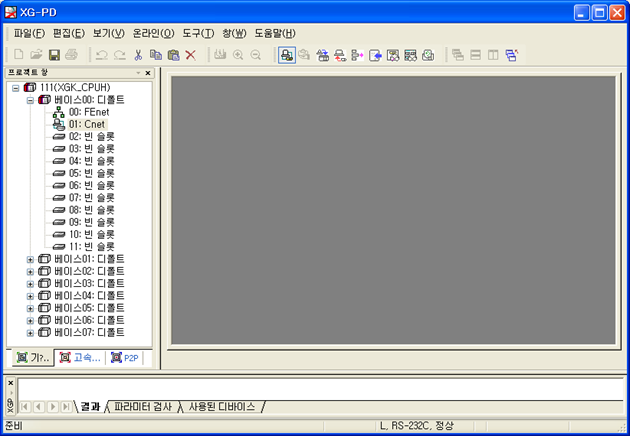 XG-PD
파일(F) 편집(E) 보기(V) 온라인(O) 도구(T) 창(W) 도움말(H)
프로젝트 창
111(XGK_CPUH)
베이스00: 디폴트
00: FEnet
01: Cnet
02: 빈 슬롯
03: 빈 슬롯
04: 빈 슬롯
05: 빈 슬롯
06: 빈 슬롯
07: 빈 슬롯
08: 빈 슬롯
09: 빈 슬롯
10: 빈 슬롯
11: 빈 슬롯
베이스01: 디폴트
베이스02: 디폴트
베이스03: 디폴트
베이스04: 디폴트
베이스05: 디폴트
베이스06: 디폴트
베이스07: 디폴트
기?.. 고속... P2P
결과 파라미터 검사 사용된 디바이스
준비 L, RS-232C, 정상